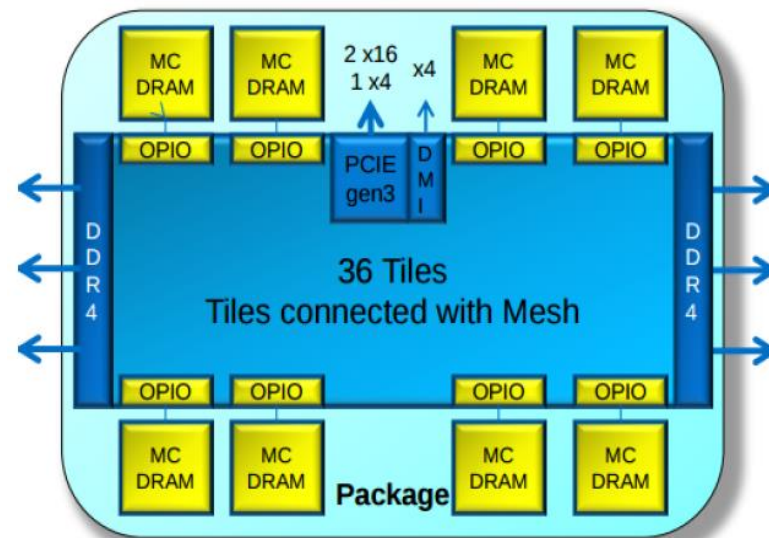 MC
DRAM
MC
DRAM
2 x16
1 x4
x4
MC
DRAM
MC
DRAM
OPIO
OPIO
PCIE
gen3
D
M
I
OPIO
OPIO
D
D
R
4
36 Tiles
Tiles connected with Mesh
D
D
R
4
OPIO
OPIO
OPIO
OPIO
MC
DRAM
MC
DRAM
Package
MC
DRAM
MC
DRAM